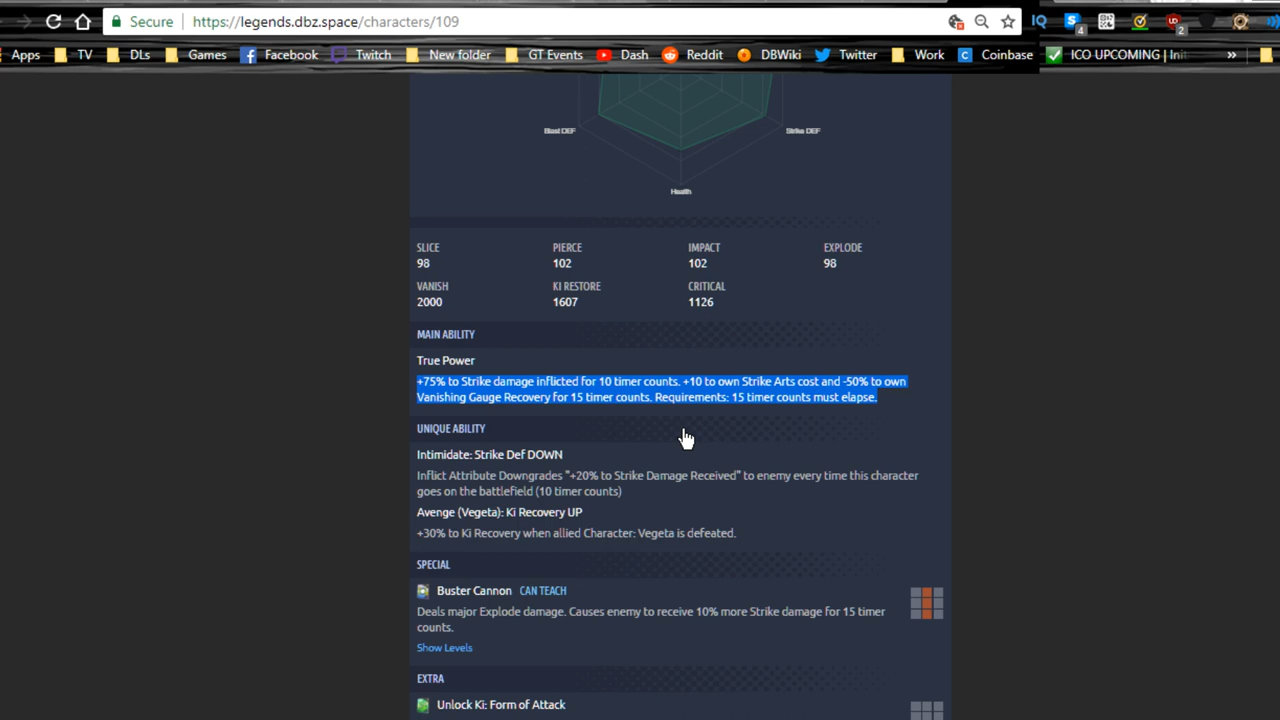 Secure https://legends.dbz.space/characters/109
Apps TV DLs Games Facebook Twitch New folder GT Events Dash Reddit DBWiki Twitter Work Coinbase ICO UPCOMING | Init »
Blast DEF Strike DEF
Health
SLICE PIERCE IMPACT EXPLODE
98 102 102 98
VANISH KI RESTORE CRITICAL
2000 1607 1126
MAIN ABILITY
True Power
+75% to Strike damage inflicted for 10 timer counts. +10 to own Strike Arts cost and -50% to own
Vanishing Gauge Recovery for 15 timer counts. Requirements: 15 timer counts must elapse.
UNIQUE ABILITY
Intimidate: Strike Def DOWN
Inflict Attribute Downgrades "+20% to Strike Damage Received" to enemy every time this character
goes on the battlefield (10 timer counts)
Avenge (Vegeta): Ki Recovery UP
+30% to Ki Recovery when allied Character: Vegeta is defeated.
SPECIAL
Buster Cannon CAN TEACH
Deals major Explode damage. Causes enemy to receive 10% more Strike damage for 15 timer
counts.
Show Levels
EXTRA
Unlock Ki: Form of Attack